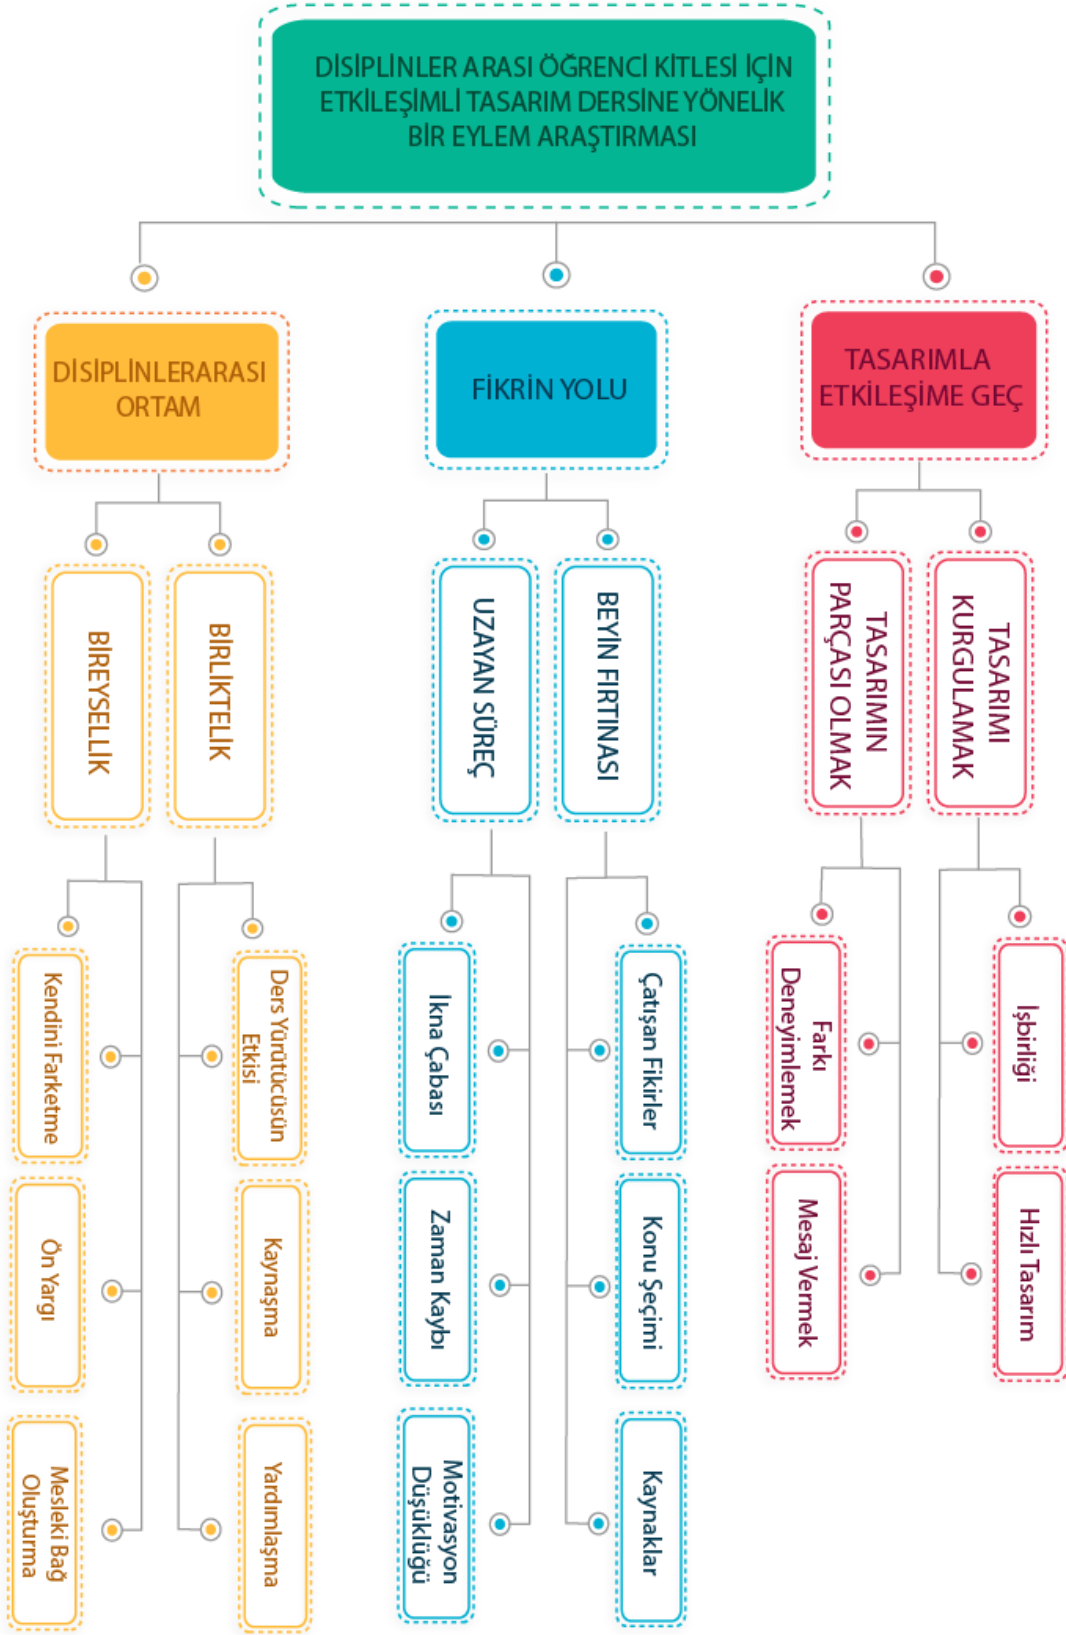 DİSİPLİNLER ARASI ÖĞRENCİ KİTLESİ İÇİN
ETKİLEŞİMLİ TASARIM DERSİNE YÖNELİK
BİR EYLEM ARAŞTIRMASI
DİSİPLİNLERARASI
ORTAM
FİKRİN YOLU
TASARIMLA
ETKİLEŞİME GEÇ
BİREYSELLİK
BİRLİKTELİK
UZAYAN SÜREÇ
BEYİN FIRTINASI
TASARIMIN
PARÇASI OLMAK
TASARIMI
KURGULAMAK
Kendini Farketme
Ders Yürütücüsün
Etkisi
İkna Çabası
Çatışan Fikirler
Farkı
Deneyimlemek
İşbirliği
Ön Yargı
Kaynaşma
Zaman Kaybı
Konu Seçimi
Mesaj Vermek
Hızlı Tasarım
Mesleki Bağ
Oluşturma
Yardımlaşma
Motivasyon
Düşüklüğü
Kaynaklar